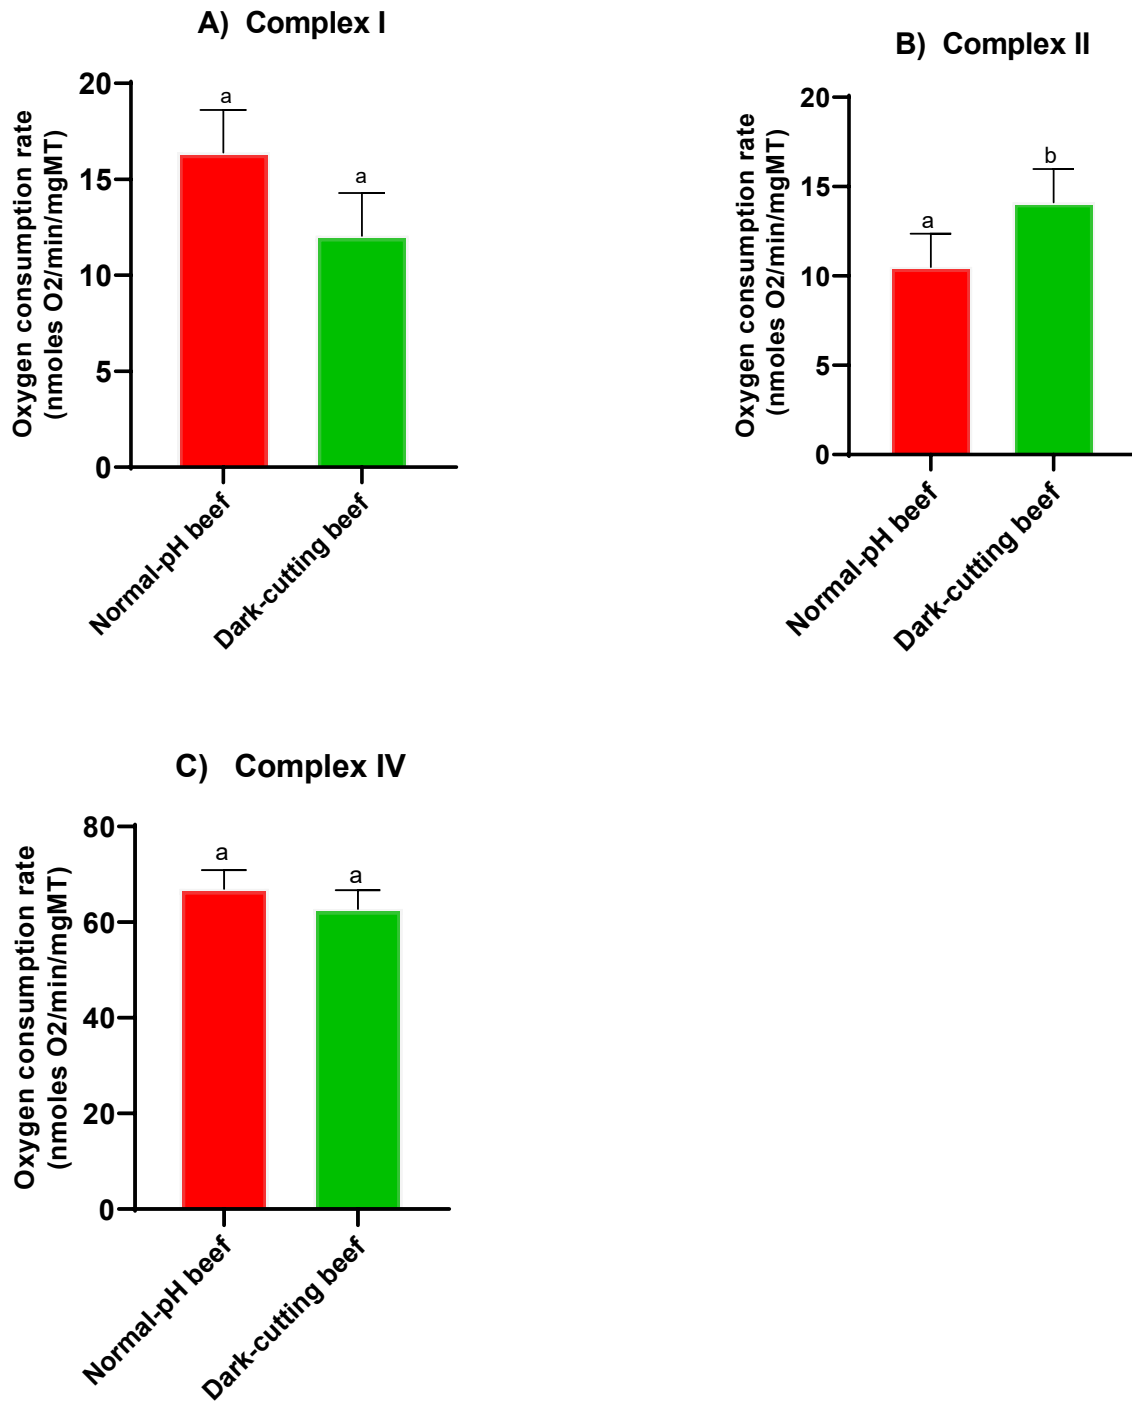 A) Complex I
Oxygen consumption rate
(nmoles O2/min/mgMT)
20
15
10
5
0
a
a
Normal-pH beef
Dark-cutting beef
B) Complex II
Oxygen consumption rate
(nmoles O2/min/mgMT)
20
15
10
5
0
a
b
Normal-pH beef
Dark-cutting beef
C) Complex IV
Oxygen consumption rate
(nmoles O2/min/mgMT)
80
60
40
20
0
a
a
Normal-pH beef
Dark-cutting beef